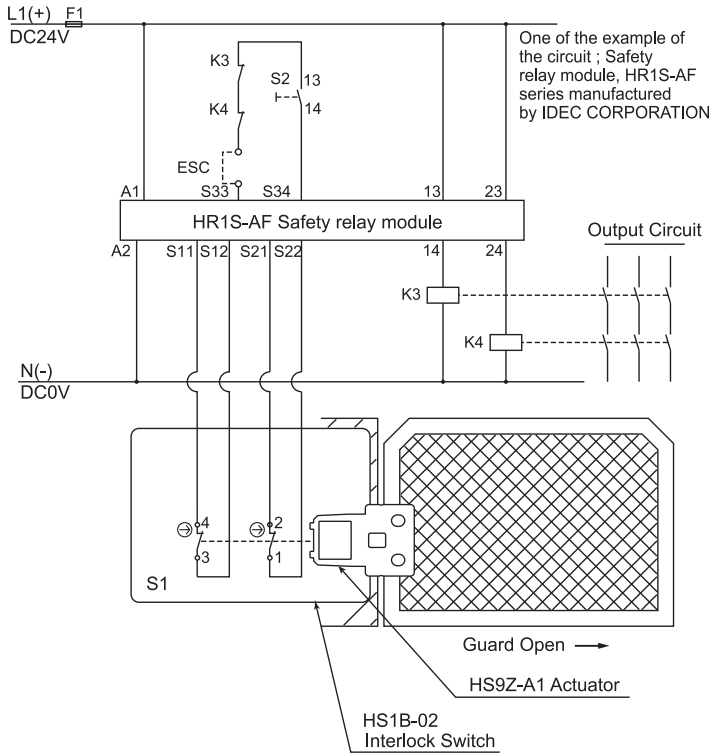 L1(+) F1
DC24V
One of the example of
the circuit ; Safety
relay module, HR1S-AF
series manufactured
by IDEC CORPORATION
K3
S2 13
K4
14
ESC
A1 S33 S34 13 23
HR1S-AF Safety relay module
A2 S11 S12 S21 S22 14 24
Output Circuit
K3
K4
N(-)
DC0V
4 2
3 1
S1
Guard Open
HS9Z-A1 Actuator
HS1B-02
Interlock Switch